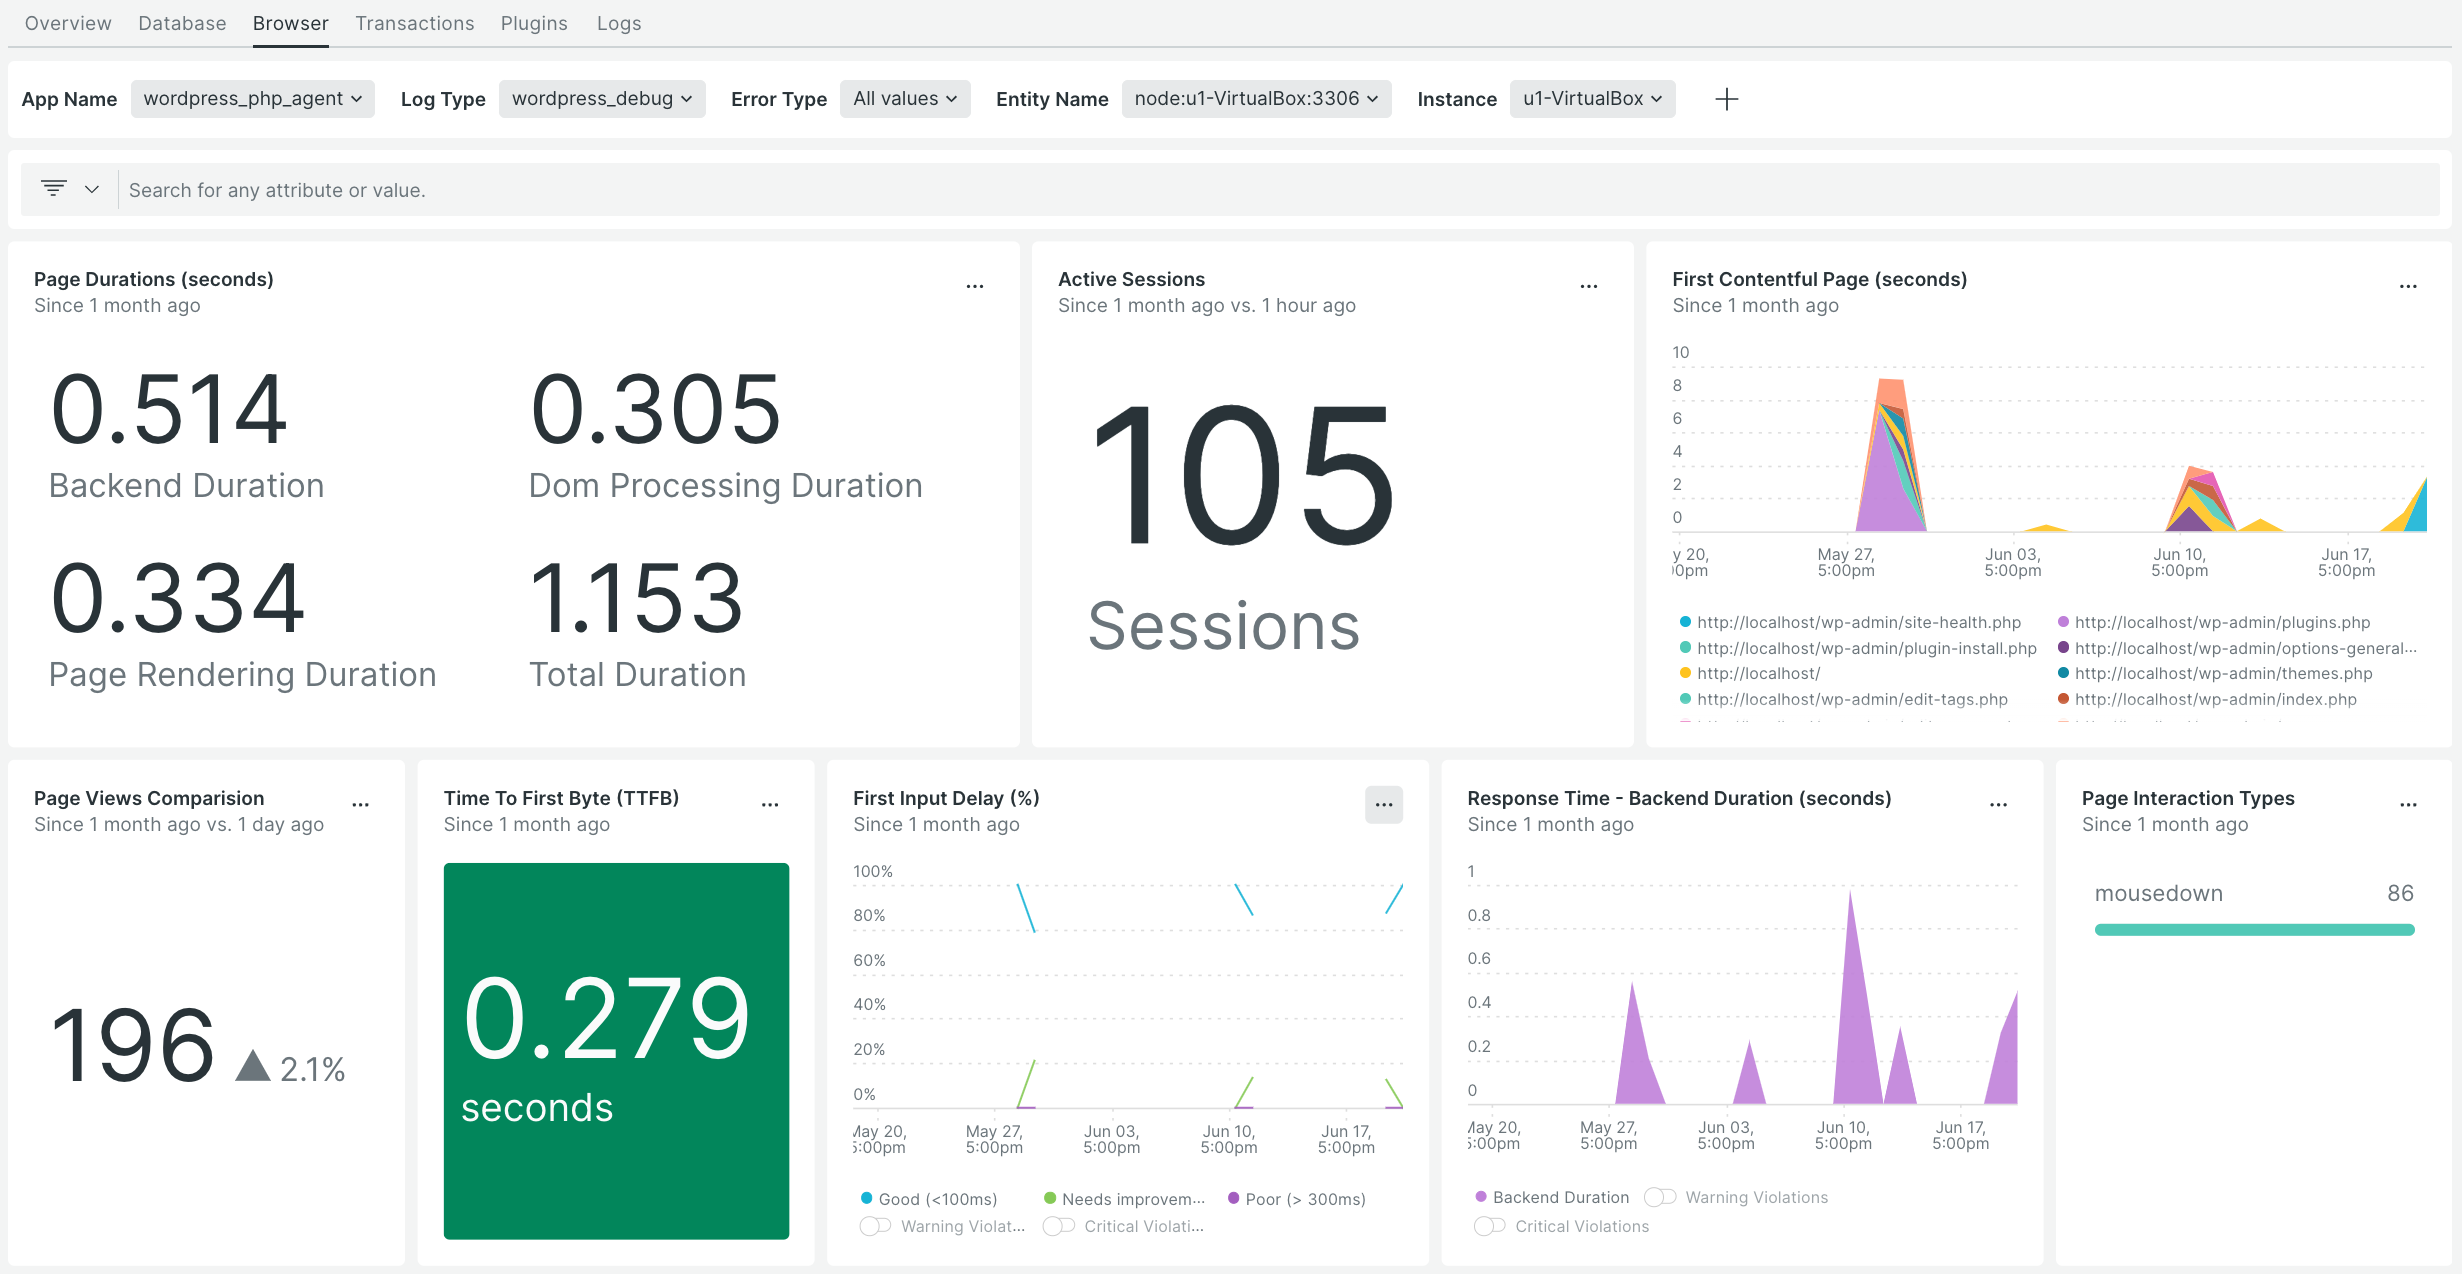 Overview Database Browser Transactions Plugins Logs
App Name wordpress_php_agent Log Type wordpress_debug Error Type All values Entity Name node:u1-VirtualBox:3306 Instance u1-VirtualBox
Search for any attribute or value.
Page Durations (seconds)
Since 1 month ago
0.514
Backend Duration
0.305
Dom Processing Duration
0.334
Page Rendering Duration
1.153
Total Duration
Active Sessions
Since 1 month ago vs. 1 hour ago
105
Sessions
First Contentful Page (seconds)
Since 1 month ago
10
8
6
4
2
0
y 20, May 27, Jun 03, Jun 10, Jun 17,
0pm 5:00pm 5:00pm 5:00pm 5:00pm
http://localhost/wp-admin/site-health.php http://localhost/wp-admin/plugins.php
http://localhost/wp-admin/plugin-install.php http://localhost/wp-admin/options-general...
http://localhost/ http://localhost/wp-admin/themes.php
http://localhost/wp-admin/edit-tags.php http://localhost/wp-admin/index.php
Page Views Comparision
Since 1 month ago vs. 1 day ago
196 2.1%
Time To First Byte (TTFB)
Since 1 month ago
0.279
seconds
First Input Delay (%)
Since 1 month ago
100%
80%
60%
40%
20%
0%
May 20, May 27, Jun 03, Jun 10, Jun 17,
5:00pm 5:00pm 5:00pm 5:00pm 5:00pm
Good (<100ms) Needs improvem... Poor (> 300ms)
Warning Violat... Critical Violati...
Response Time - Backend Duration (seconds)
Since 1 month ago
1
0.8
0.6
0.4
0.2
0
May 20, May 27, Jun 03, Jun 10, Jun 17,
5:00pm 5:00pm 5:00pm 5:00pm 5:00pm
Backend Duration Warning Violations
Critical Violations
Page Interaction Types
Since 1 month ago
mousedown 86